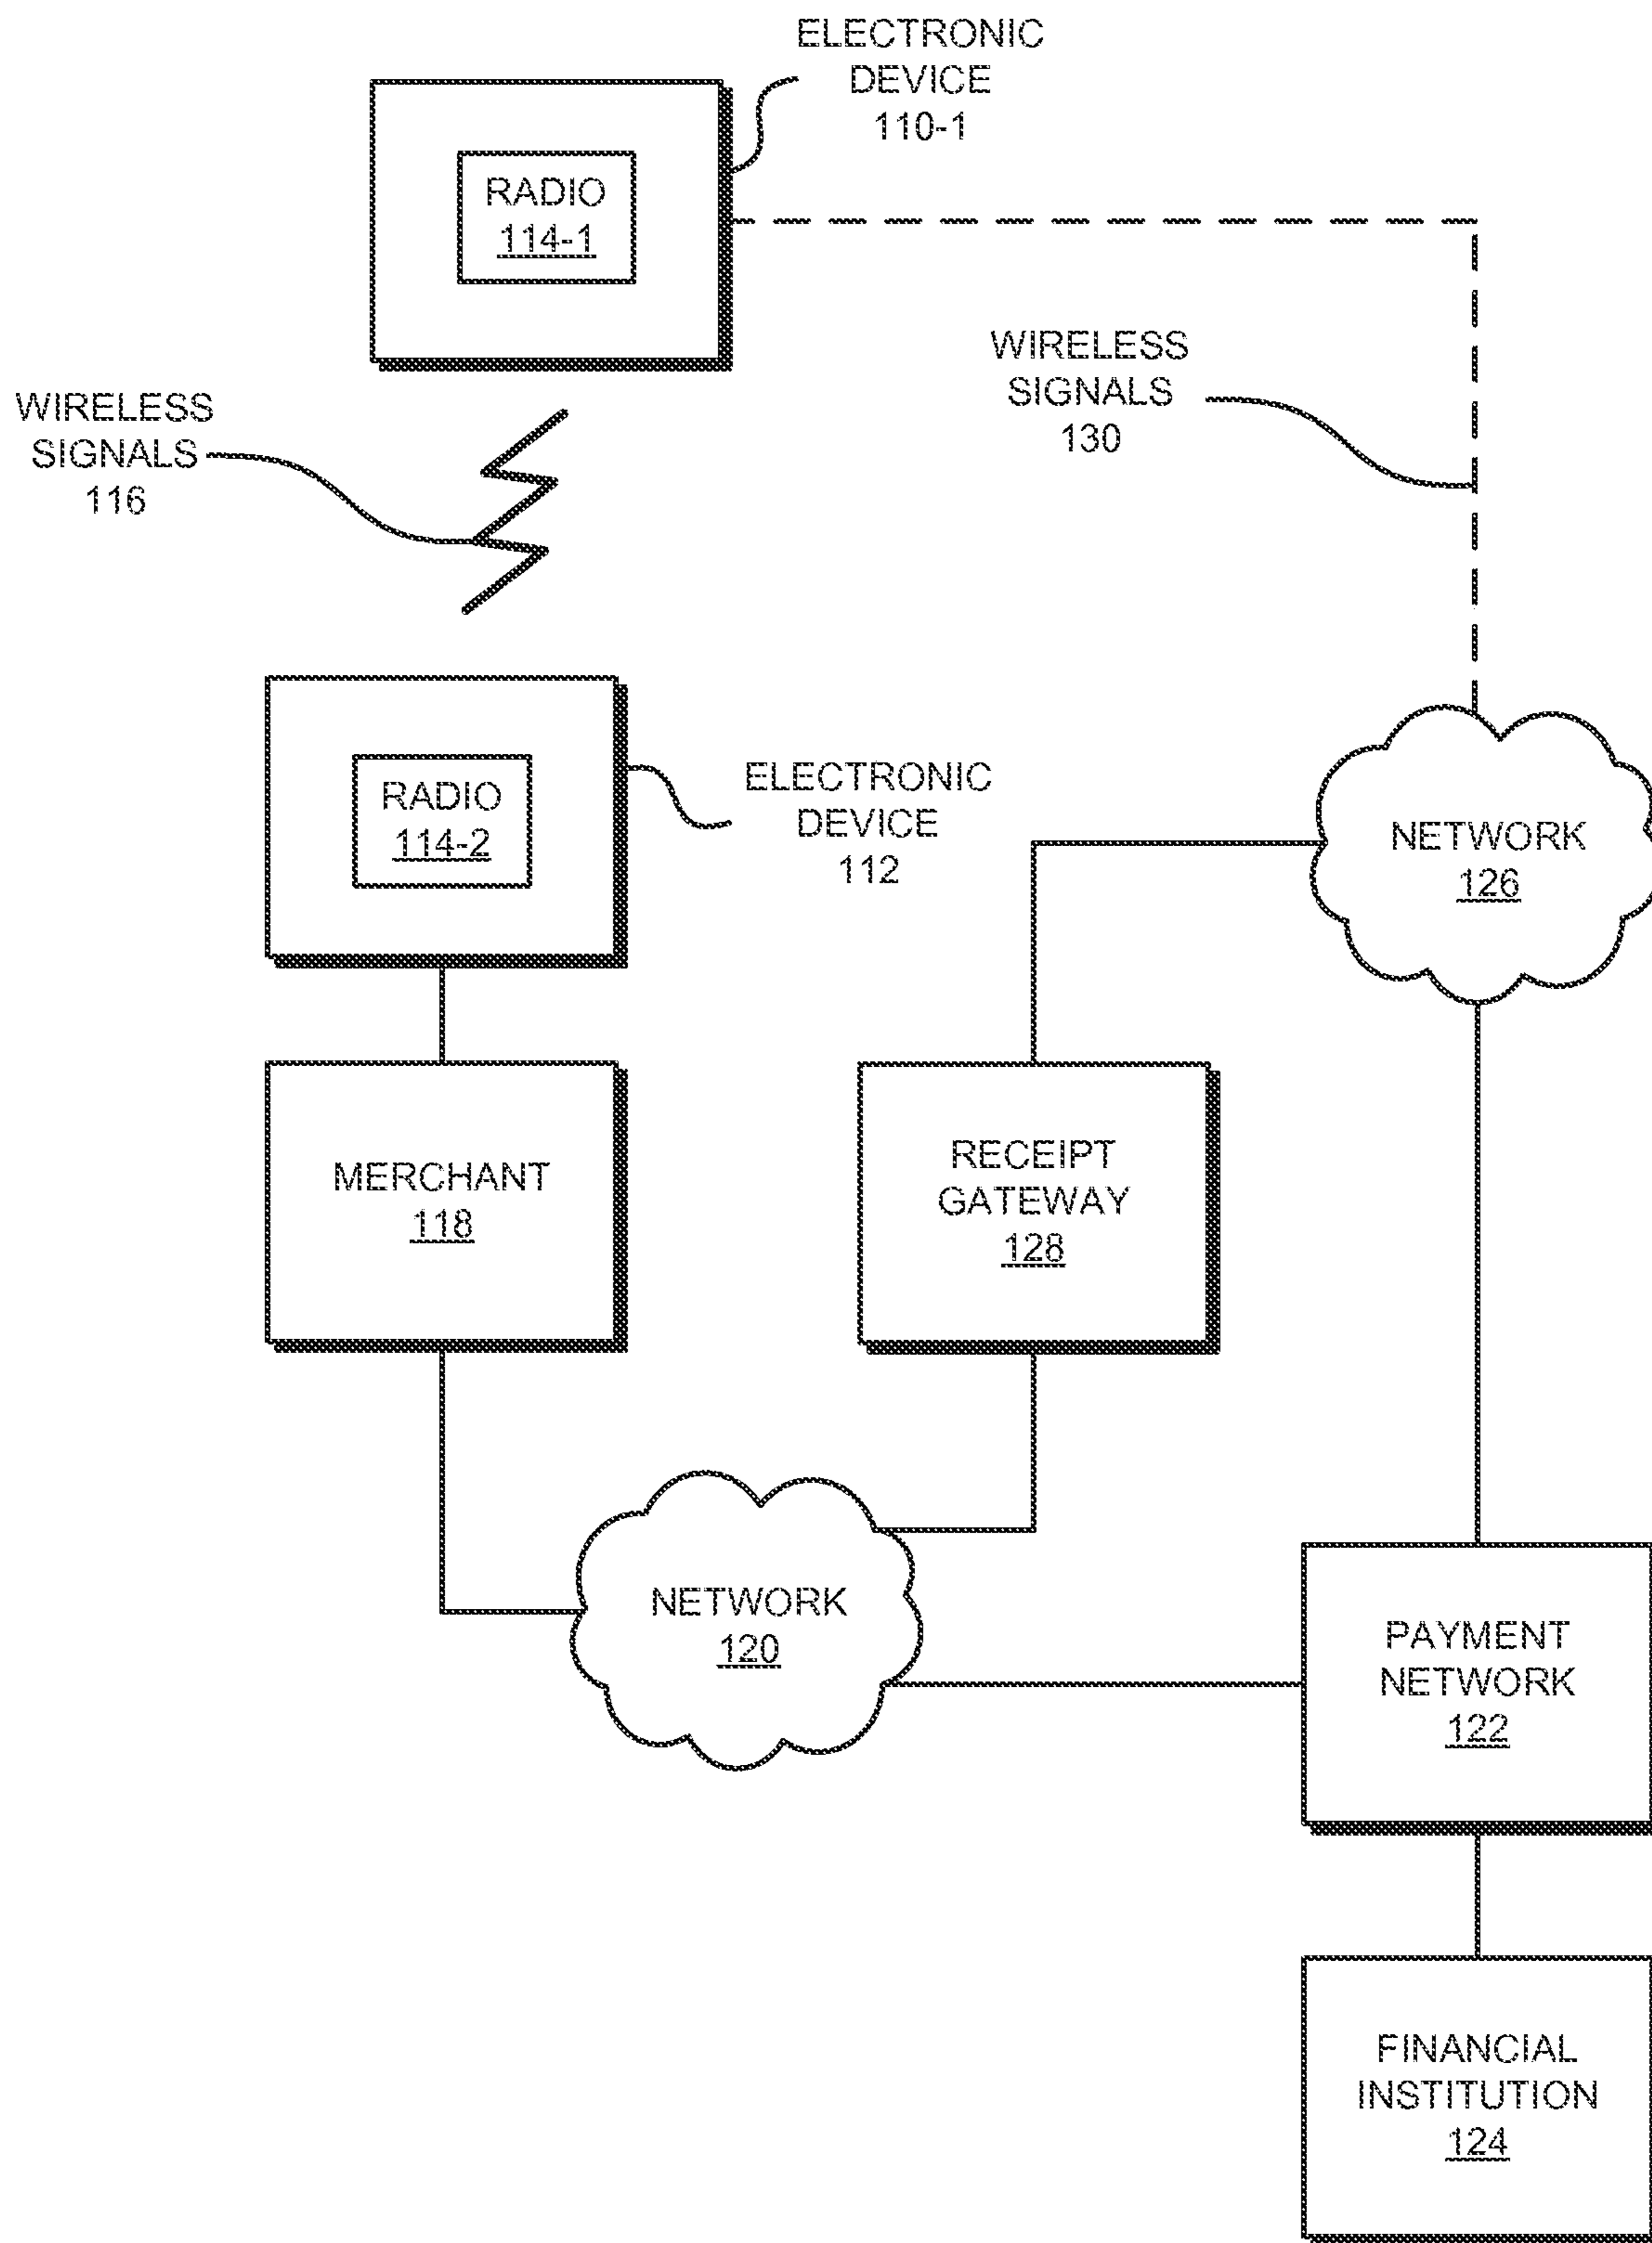 ELECTRONIC
DEVICE
110-1
RADIO
114-1
WIRELESS
SIGNALS
130
WIRELESS
SIGNALS
116
RADIO
114-2
ELECTRONIC
DEVICE
112
NETWORK
126
MERCHANT
118
RECEIPT
GATEWAY
128
NETWORK
120
PAYMENT
NETWORK
122
FINANCIAL
INSTITUTION
124